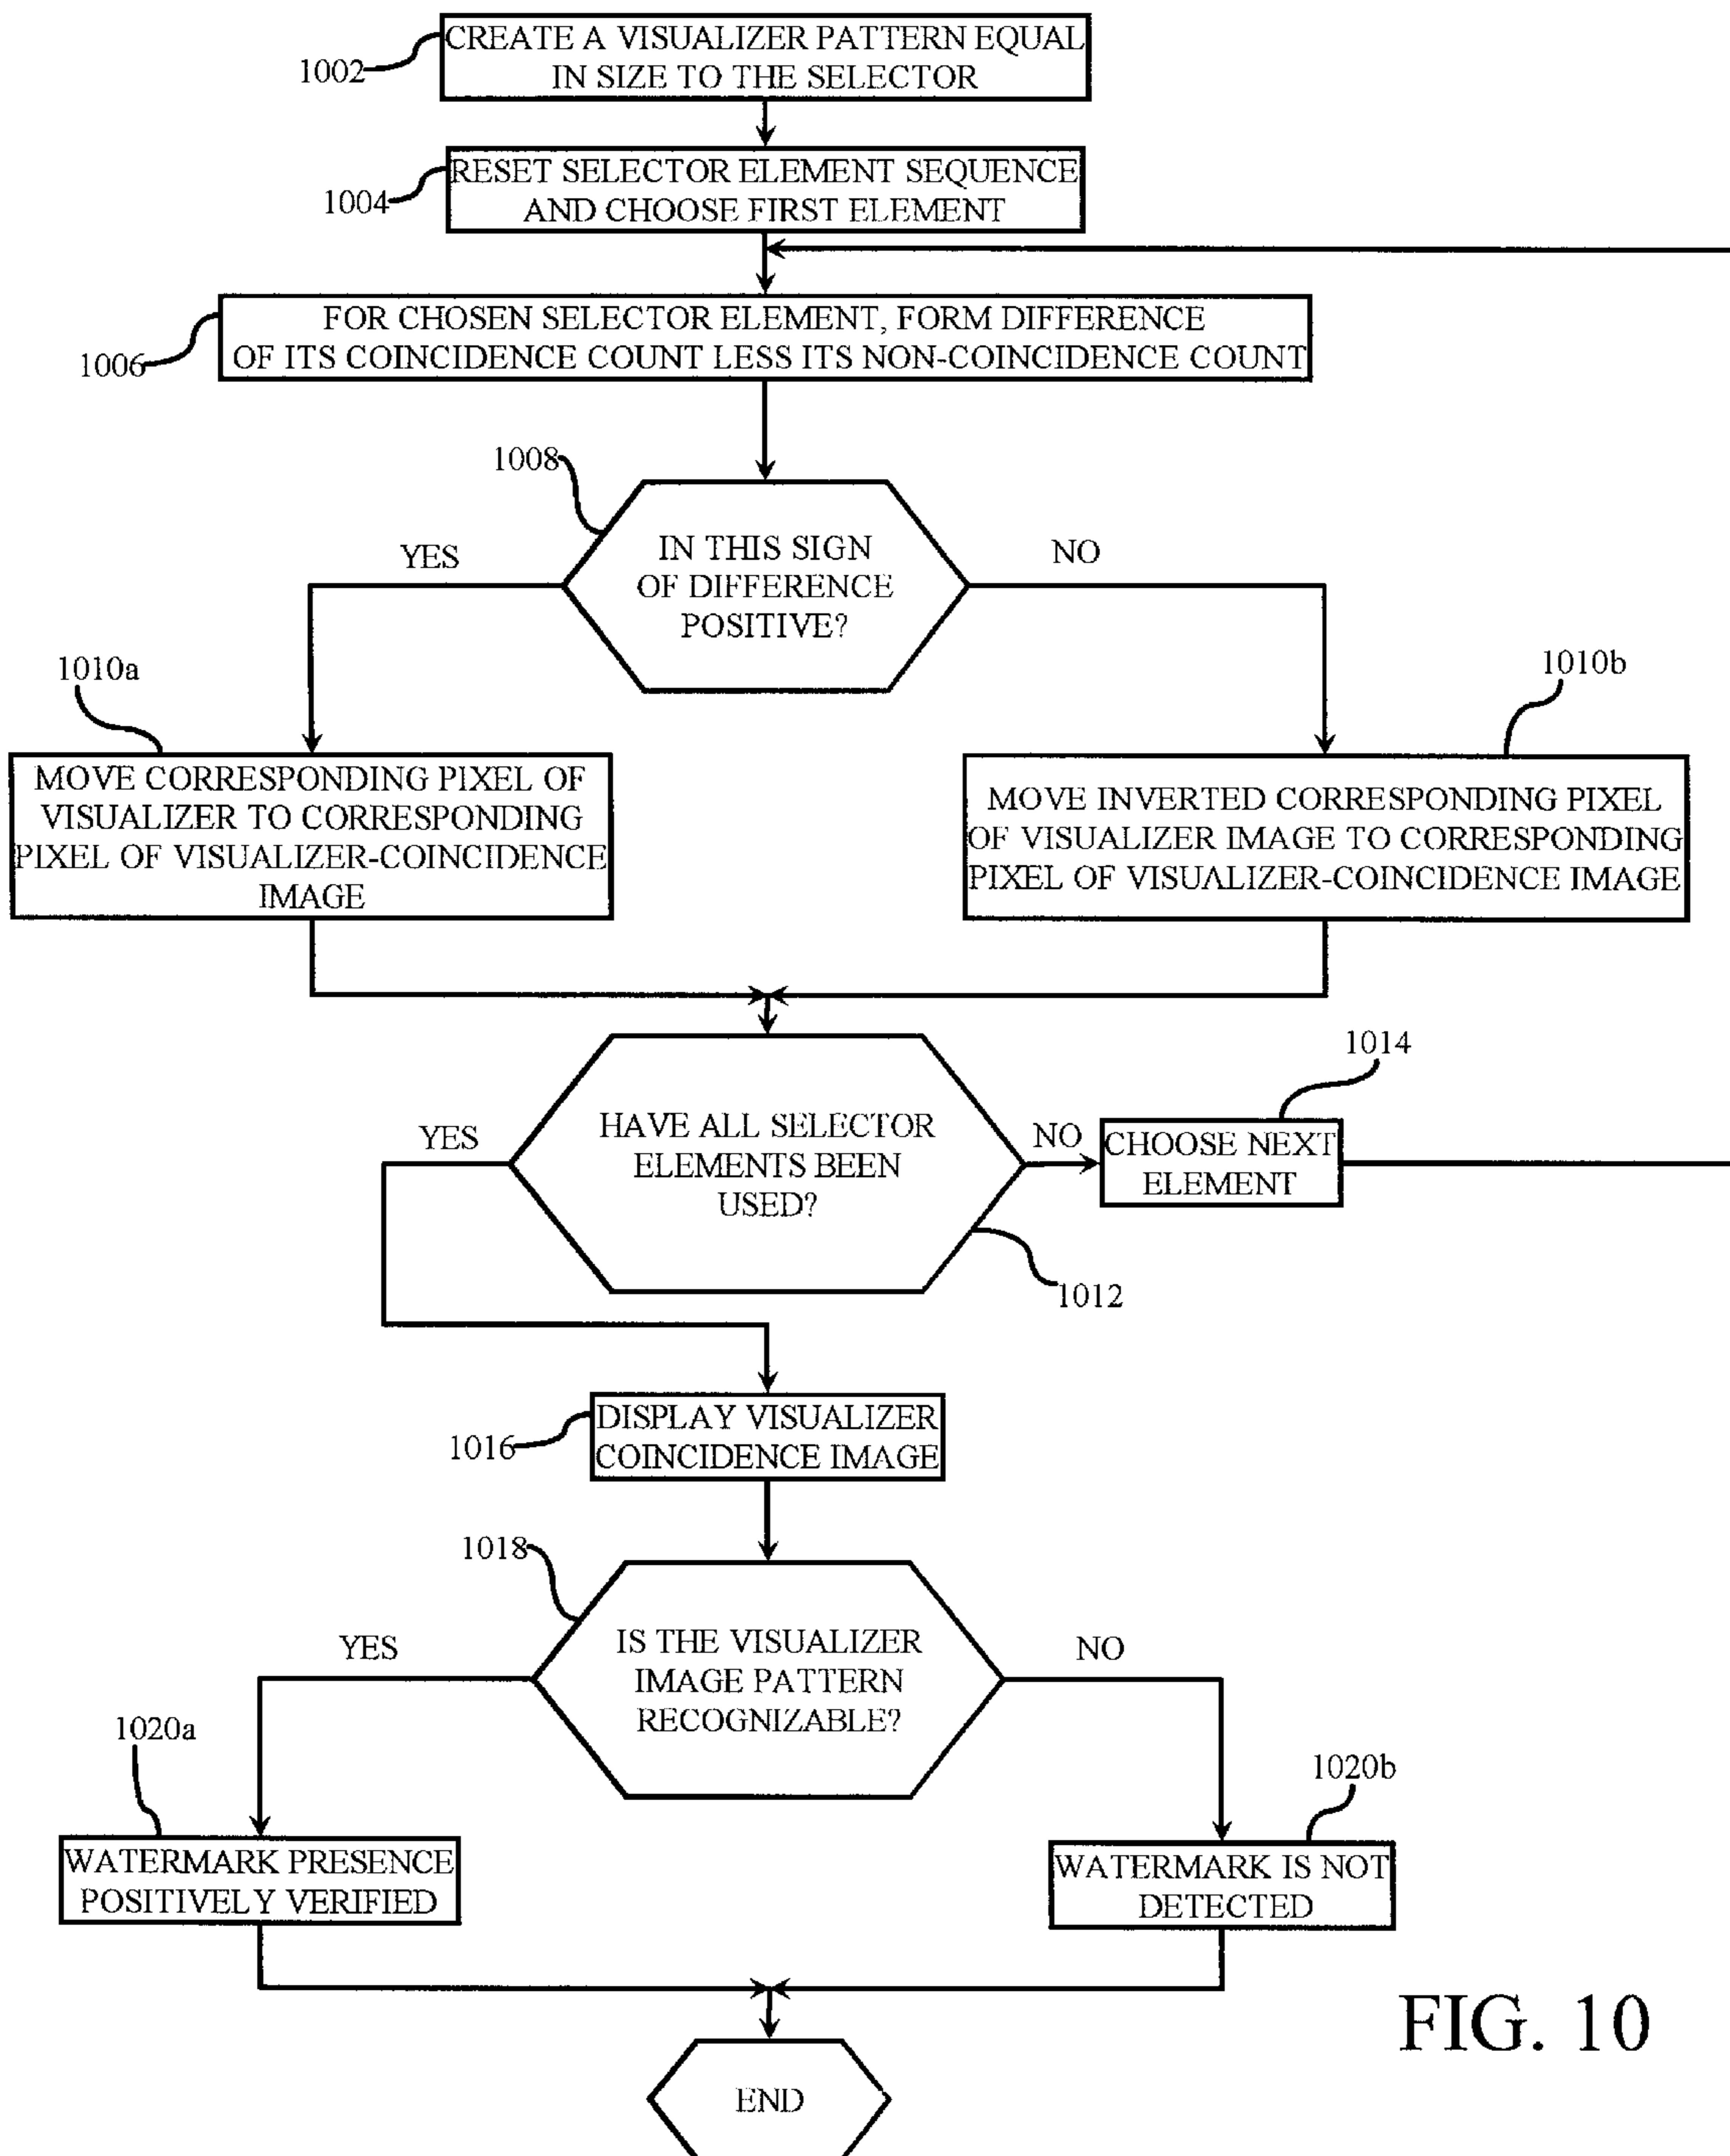 CREATE A VISUALIZER PATTERN EQUAL
IN SIZE TO THE SELECTOR
1002
RESET SELECTOR ELEMENT SEQUENCE
AND CHOOSE FIRST ELEMENT
1004
FOR CHOSEN SELECTOR ELEMENT, FORM DIFFERENCE
OF ITS COINCIDENCE COUNT LESS ITS NON-COINCIDENCE COUNT
1006
1008
IN THIS SIGN
OF DIFFERENCE
POSITIVE?
YES
NO
1010a
1010b
MOVE CORRESPONDING PIXEL OF
VISUALIZER TO CORRESPONDING
PIXEL OF VISUALIZER-COINCIDENCE
IMAGE
MOVE INVERTED CORRESPONDING PIXEL
OF VISUALIZER IMAGE TO CORRESPONDING
PIXEL OF VISUALIZER-COINCIDENCE IMAGE
HAVE ALL SELECTOR
ELEMENTS BEEN
USED?
YES
NO
1014
CHOOSE NEXT
ELEMENT
1012
DISPLAY VISUALIZER
COINCIDENCE IMAGE
1016
1018
IS THE VISUALIZER
IMAGE PATTERN
RECOGNIZABLE?
YES
NO
1020a
1020b
WATERMARK PRESENCE
POSITIVELY VERIFIED
WATERMARK IS NOT
DETECTED
FIG. 10
END